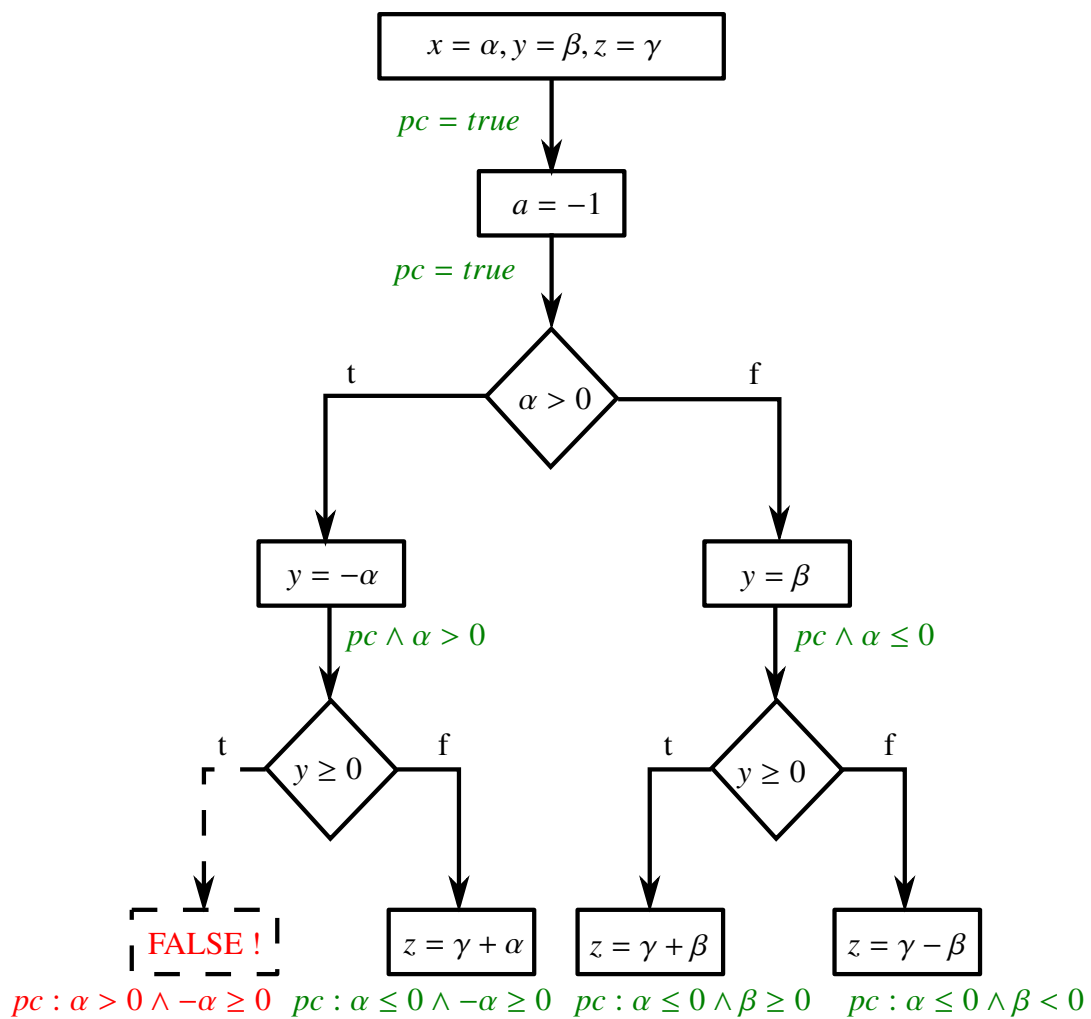 x = α, y = β, z = γ
pc = true
a = −1
pc = true
t
α > 0
f
y = −α
y = β
pc ∧ α > 0
pc ∧ α ≤ 0
t
y ≥ 0
f
t
y ≥ 0
f
FALSE !
z = γ + α
z = γ + β
z = γ − β
pc : α > 0 ∧ −α ≥ 0
pc : α ≤ 0 ∧ −α ≥ 0
pc : α ≤ 0 ∧ β ≥ 0
pc : α ≤ 0 ∧ β < 0